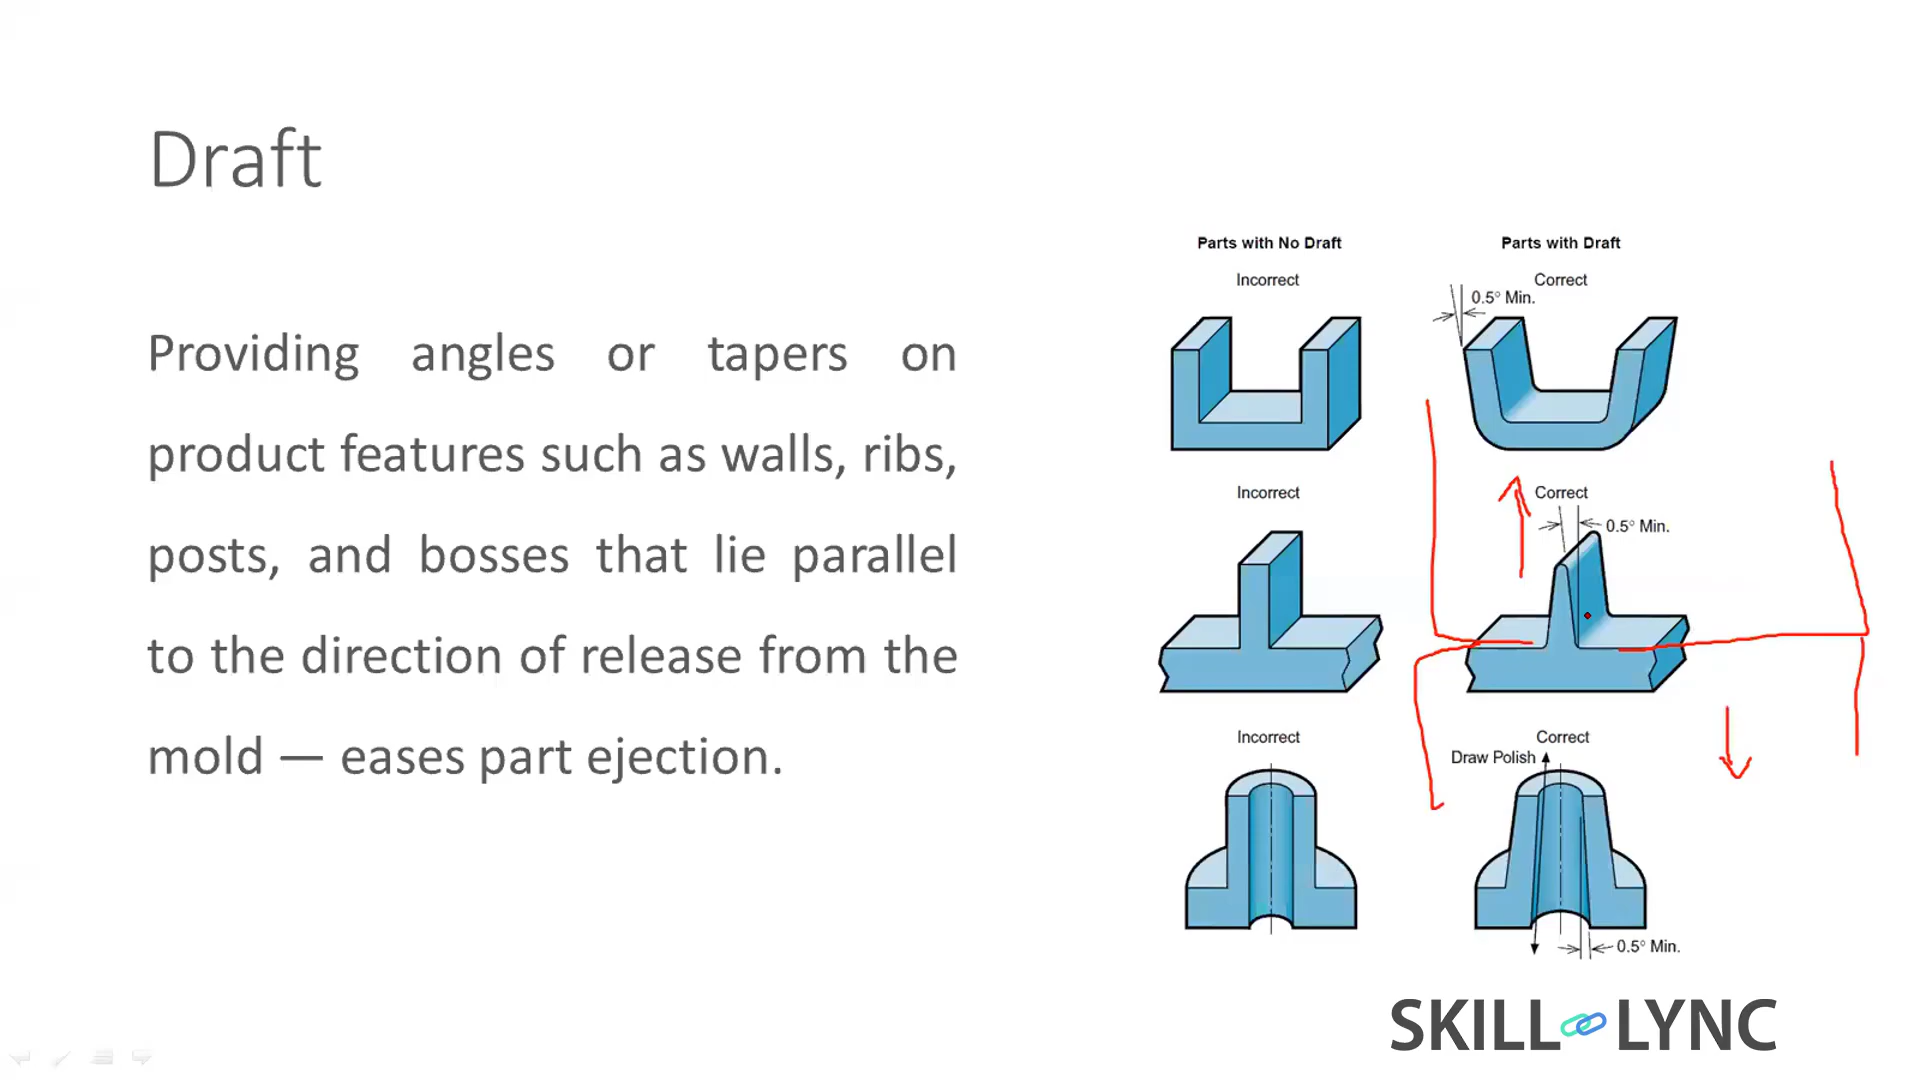 Draft
Providing angles or tapers on
product features such as walls, ribs,
posts, and bosses that lie parallel
to the direction of release from the
mold — eases part ejection.
Parts with No Draft
Parts with Draft
Incorrect
Correct
0.5° Min.
Incorrect
Correct
0.5° Min.
Incorrect
Correct
Draw Polish
0.5° Min.
SKILL LYNC